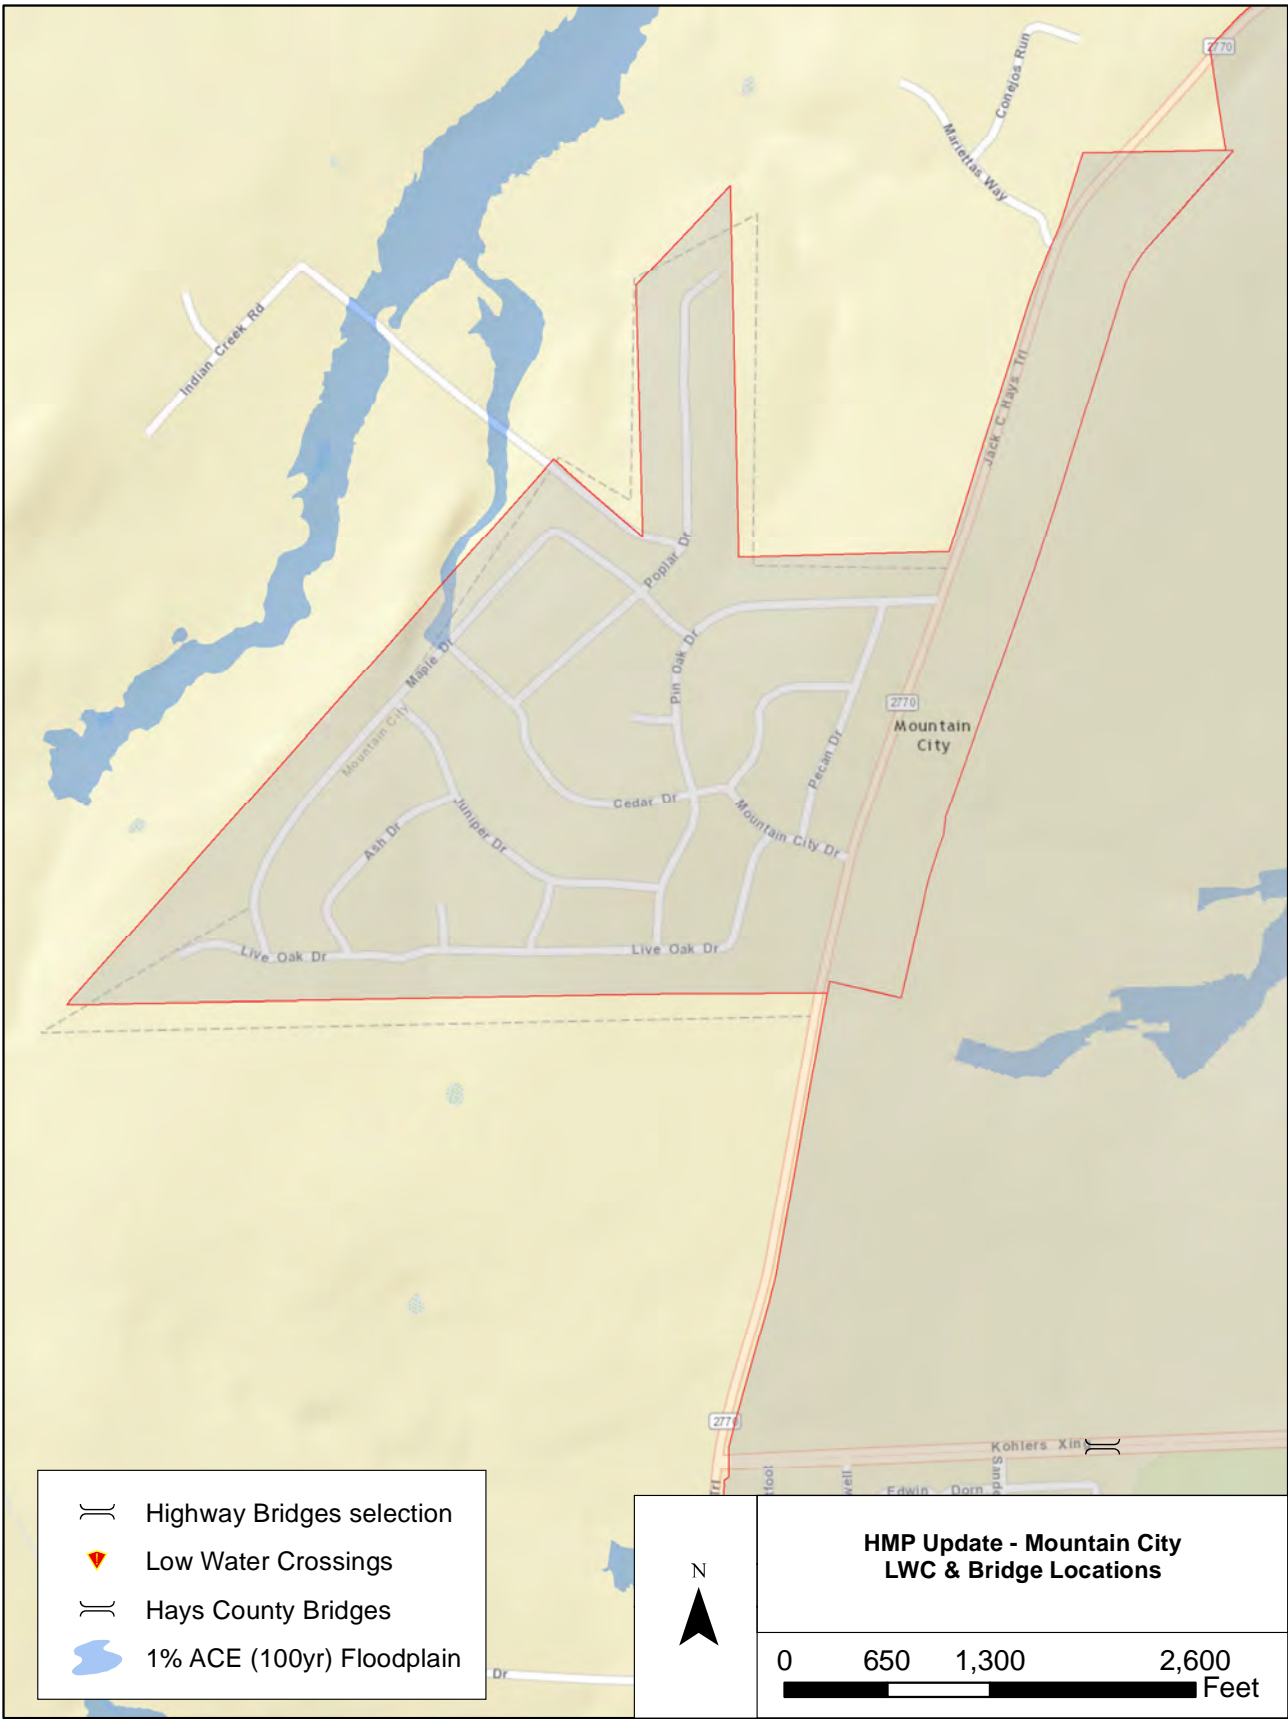 2770
Conejos Run
Mariettas Way
Indian Creek Rd
Jack C Hays Trl
Poplar Dr
Maple Dr
Pin Oak Dr
Mountain City
2770
Mountain
City
Pecan Dr
Cedar Dr
Mountain City Dr
Ash Dr
Juniper Dr
Live Oak Dr
Live Oak Dr
2770
Kohlers Xing
Trl
well
Edwin Dorn
Dr
Highway Bridges selection
Low Water Crossings
Hays County Bridges
1% ACE (100yr) Floodplain
N
HMP Update - Mountain City
LWC & Bridge Locations
0 650 1,300 2,600
Feet